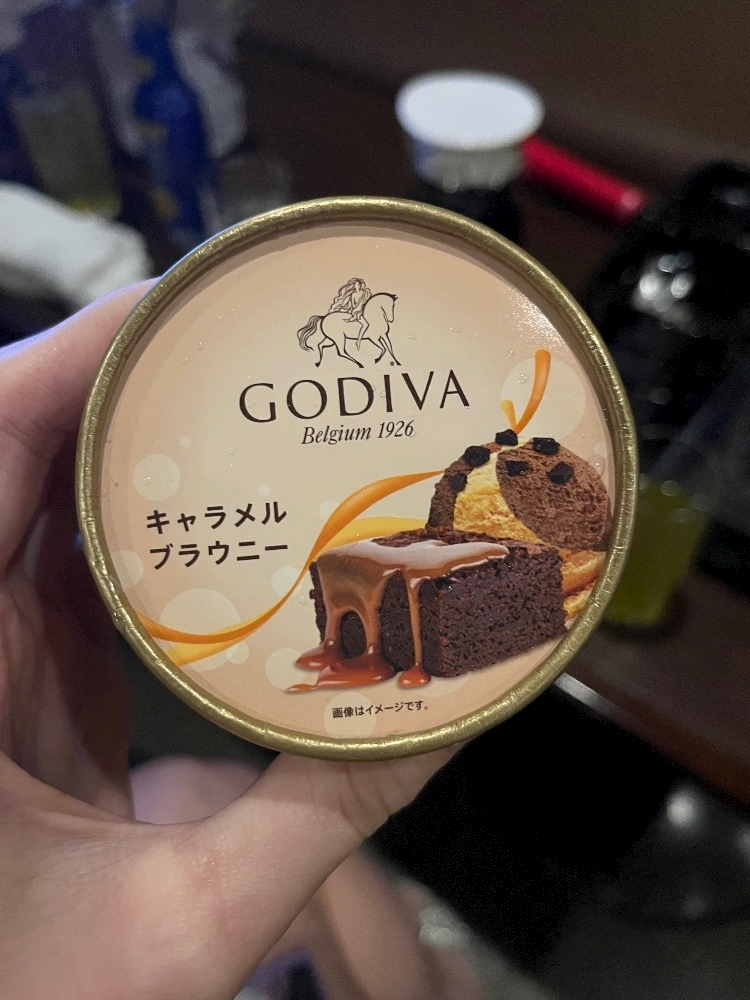 GODIVA
Belgium 1926
キャラメル
ブラウニー
画像はイメージです。